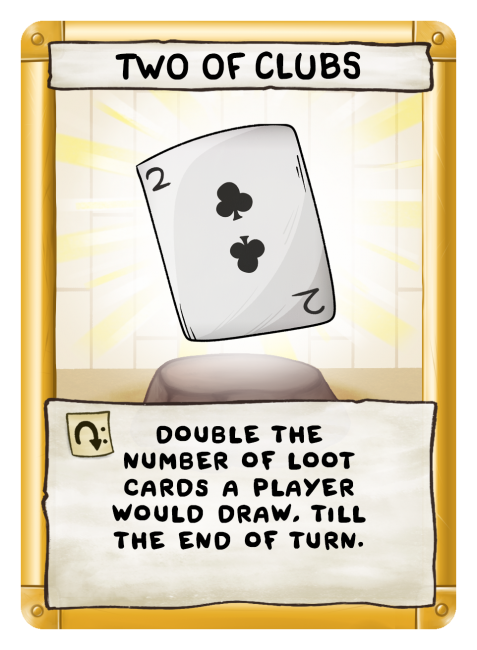 TWO OF CLUBS
2
2
DOUBLE THE
NUMBER OF LOOT
CARDS A PLAYER
WOULD DRAW, TILL
THE END OF TURN.